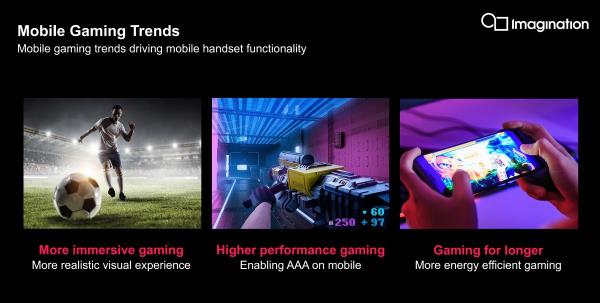 Mobile Gaming Trends
Mobile gaming trends driving mobile handset functionality
Imagination
60
250 + 97
More immersive gaming
More realistic visual experience
Higher performance gaming
Enabling AAA on mobile
Gaming for longer
More energy efficient gaming